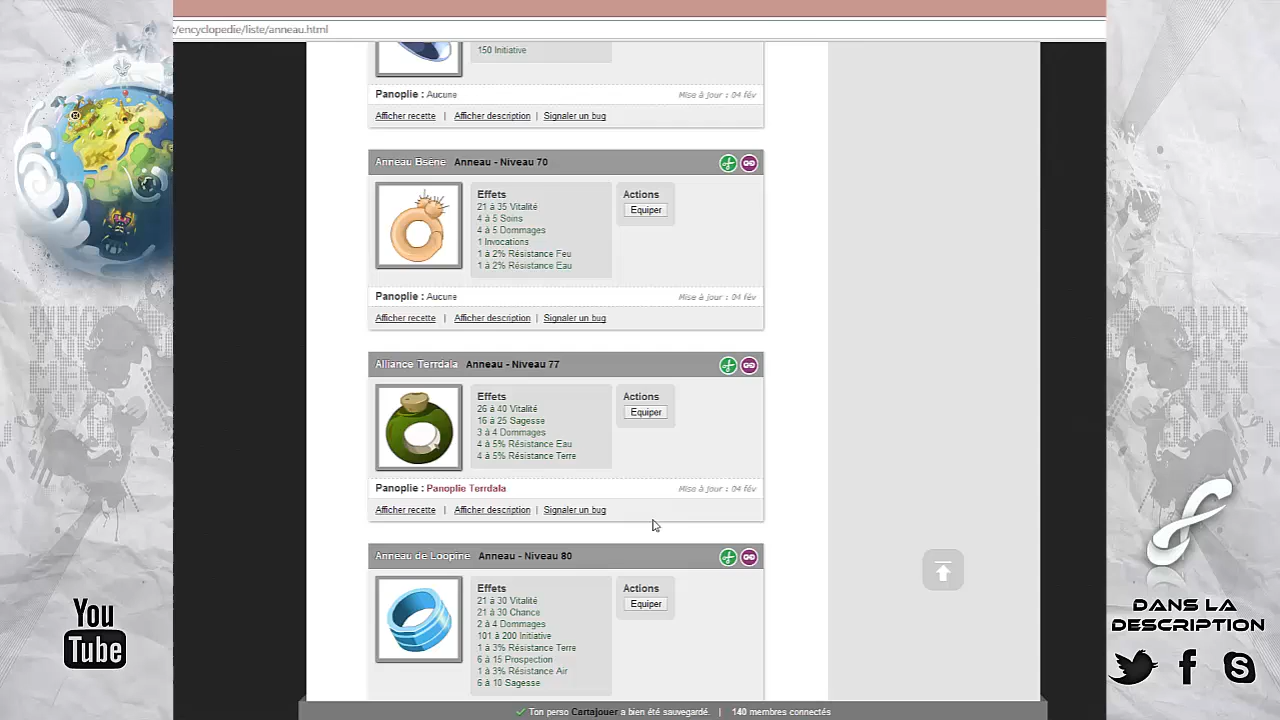 /encyclopedie/liste/anneau.html
150 Initiative
Panoplie : Aucune Mise à jour : 04 fév
Afficher recette | Afficher description | Signaler un bug
Anneau Bsène Anneau - Niveau 70
Effets
21 à 35 Vitalité
4 à 5 Soins
4 à 5 Dommages
1 Invocations
1 à 2% Résistance Feu
1 à 2% Résistance Eau
Actions
Equiper
Panoplie : Aucune Mise à jour : 04 fév
Afficher recette | Afficher description | Signaler un bug
Alliance Terrdala Anneau - Niveau 77
Effets
26 à 40 Vitalité
16 à 25 Sagesse
3 à 4 Dommages
4 à 5% Résistance Eau
4 à 5% Résistance Terre
Actions
Equiper
Panoplie : Panoplie Terrdala Mise à jour : 04 fév
Afficher recette | Afficher description | Signaler un bug
Anneau de Loopine Anneau - Niveau 80
Effets
21 à 30 Vitalité
21 à 30 Chance
2 à 4 Dommages
101 à 200 Initiative
1 à 3% Résistance Terre
6 à 15 Prospection
1 à 3% Résistance Air
6 à 10 Sagesse
Actions
Equiper
Ton perso Cartajouer a bien été sauvegardé. | 140 membres connectés
You
Tube
DANS LA
DESCRIPTION